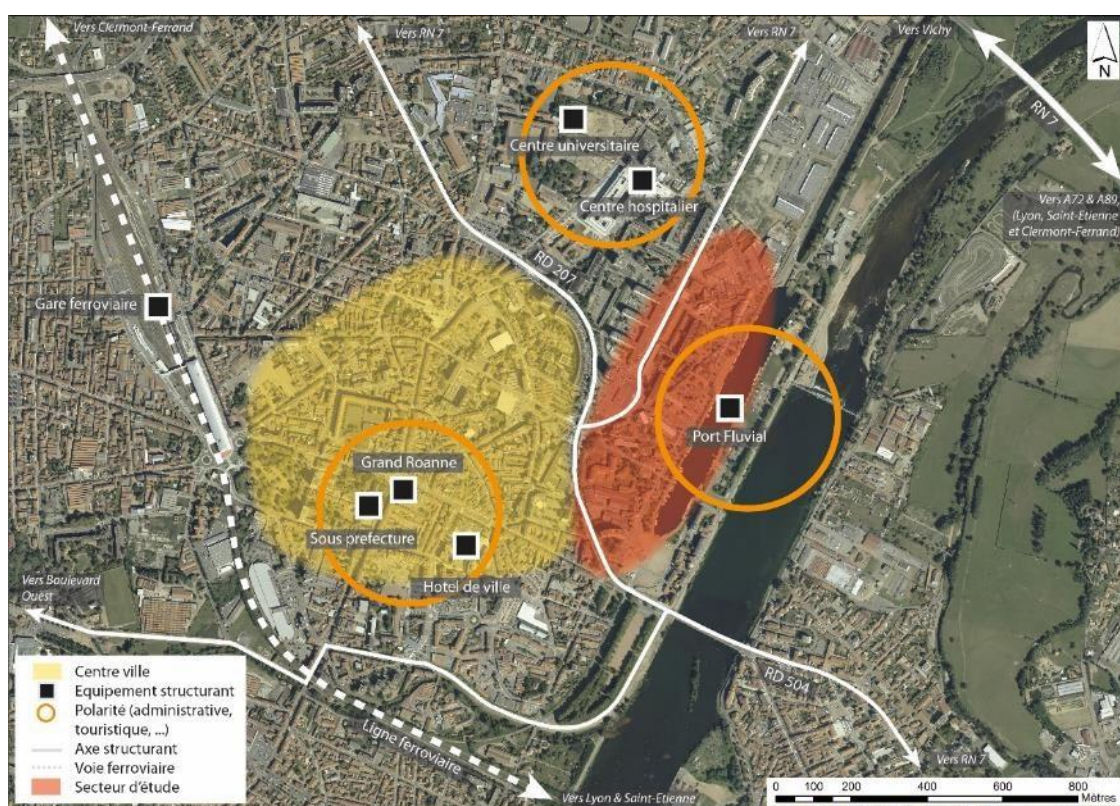 Vers Clermont-Ferrand
Vers RN 7
Vers RN 7
Vers Vichy
N
RN 7
Centre universitaire
Centre hospitalier
Vers A72 & A89,
(Lyon, Saint-Etienne
et Clermont-Ferrand)
RD 207
Gare ferroviaire
Port Fluvial
Grand Roanne
Sous prefecture
Hotel de ville
Vers Boulevard
Ouest
RD 504
Ligne ferroviaire
Vers RN 7
Vers Lyon & Saint-Etienne
Centre ville
Equipement structurant
Polarité (administrative,
touristique, ...)
Axe structurant
Voie ferroviaire
Secteur d'étude
0 100 200 400 600 800
Mètres